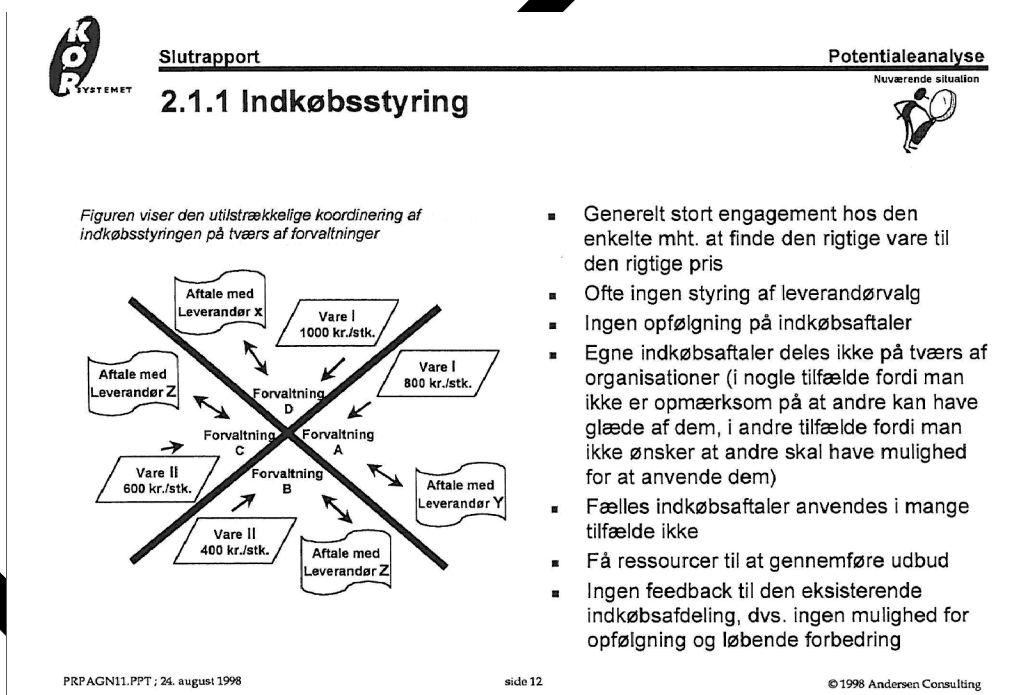 KØR
SYSTEMET
Slutrapport
Potentialeanalyse
Nuværende situation
2.1.1 Indkøbsstyring
Figuren viser den utilstrækkelige koordinering af
indkøbsstyringen på tværs af forvaltninger
Aftale med
Leverandør x
Vare I
1000 kr./stk.
Aftale med
Leverandør Z
Vare I
800 kr./stk.
Forvaltning
D
Forvaltning
C
Forvaltning
A
Forvaltning
B
Vare II
600 kr./stk.
Aftale med
Leverandør Y
Vare II
400 kr./stk.
Aftale med
Leverandør Z
▪ Generelt stort engagement hos den
enkelte mht. at finde den rigtige vare til
den rigtige pris
▪ Ofte ingen styring af leverandørvalg
▪ Ingen opfølgning på indkøbsaftaler
▪ Egne indkøbsaftaler deles ikke på tværs af
organisationer (i nogle tilfælde fordi man
ikke er opmærksom på at andre kan have
glæde af dem, i andre tilfælde fordi man
ikke ønsker at andre skal have mulighed
for at anvende dem)
▪ Fælles indkøbsaftaler anvendes i mange
tilfælde ikke
▪ Få ressourcer til at gennemføre udbud
▪ Ingen feedback til den eksisterende
indkøbsafdeling, dvs. ingen mulighed for
opfølgning og løbende forbedring
PRPAGN11.PPT ; 24. august 1998
side 12
© 1998 Andersen Consulting